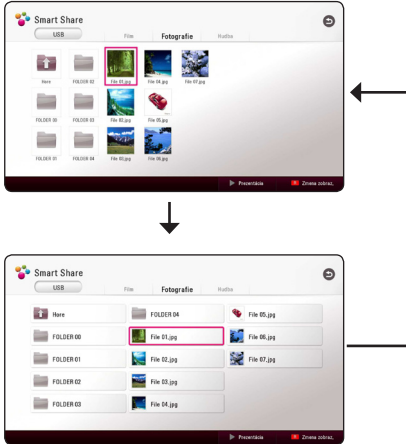 Smart Share
USB Film Fotografie Hudba
Hore FOLDER 02 File 01.jpg File 04.jpg File 07.jpg
FOLDER 00 FOLDER 03 File 02.jpg File 05.jpg
FOLDER 01 FOLDER 04 File 03.jpg File 06.jpg
Prezentácia Zmena zobraz.
Smart Share
USB Film Fotografie Hudba
Hore FOLDER 04 File 05.jpg
FOLDER 00 File 01.jpg File 06.jpg
FOLDER 01 File 02.jpg File 07.jpg
FOLDER 02 File 03.jpg
FOLDER 03 File 04.jpg
Prezentácia Zmena zobraz.